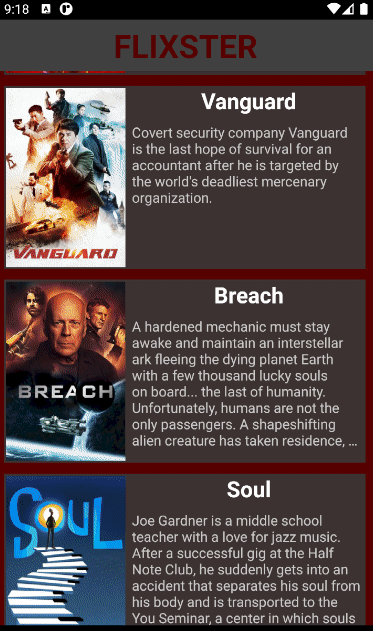 9:18
FLIXSTER
Vanguard
Covert security company Vanguard
is the last hope of survival for an
accountant after he is targeted by
the world's deadliest mercenary
organization.
VANGUARD
Breach
A hardened mechanic must stay
awake and maintain an interstellar
ark fleeing the dying planet Earth
with a few thousand lucky souls
on board... the last of humanity.
Unfortunately, humans are not the
only passengers. A shapeshifting
alien creature has taken residence, …
BREACH
Soul
Joe Gardner is a middle school
teacher with a love for jazz music.
After a successful gig at the Half
Note Club, he suddenly gets into an
accident that separates his soul from
his body and is transported to the
You Seminar, a center in which souls
SOUL